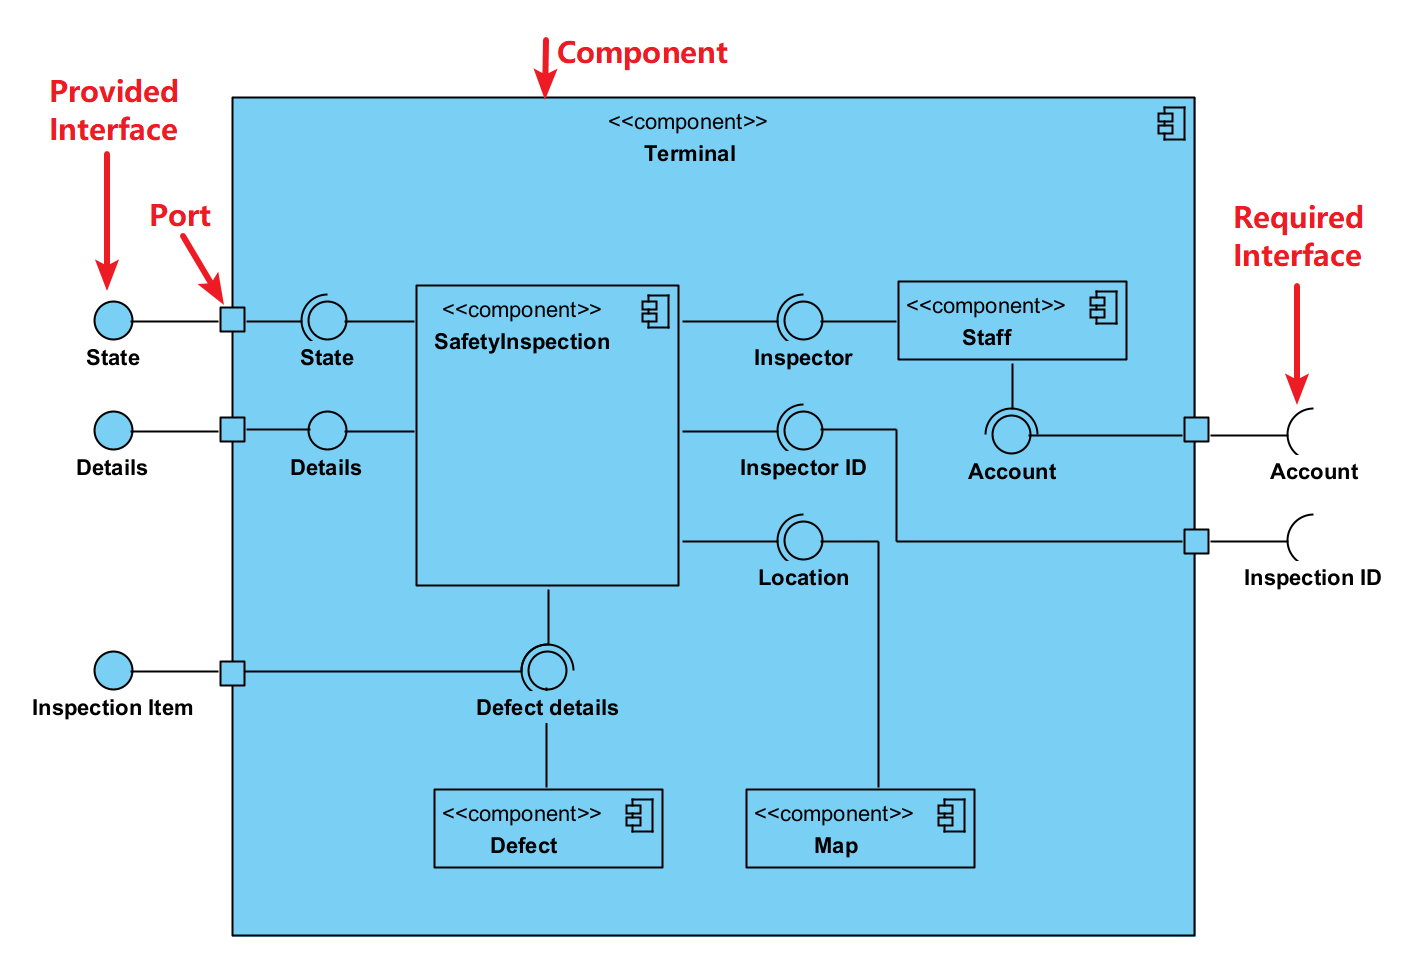 Component
Provided
Interface
<<component>>
Terminal
Port
Required
Interface
<<component>>
SafetyInspection
<<component>>
Staff
State
State
Inspector
Details
Details
Inspector ID
Account
Account
Location
Inspection ID
Inspection Item
Defect details
<<component>>
Defect
<<component>>
Map